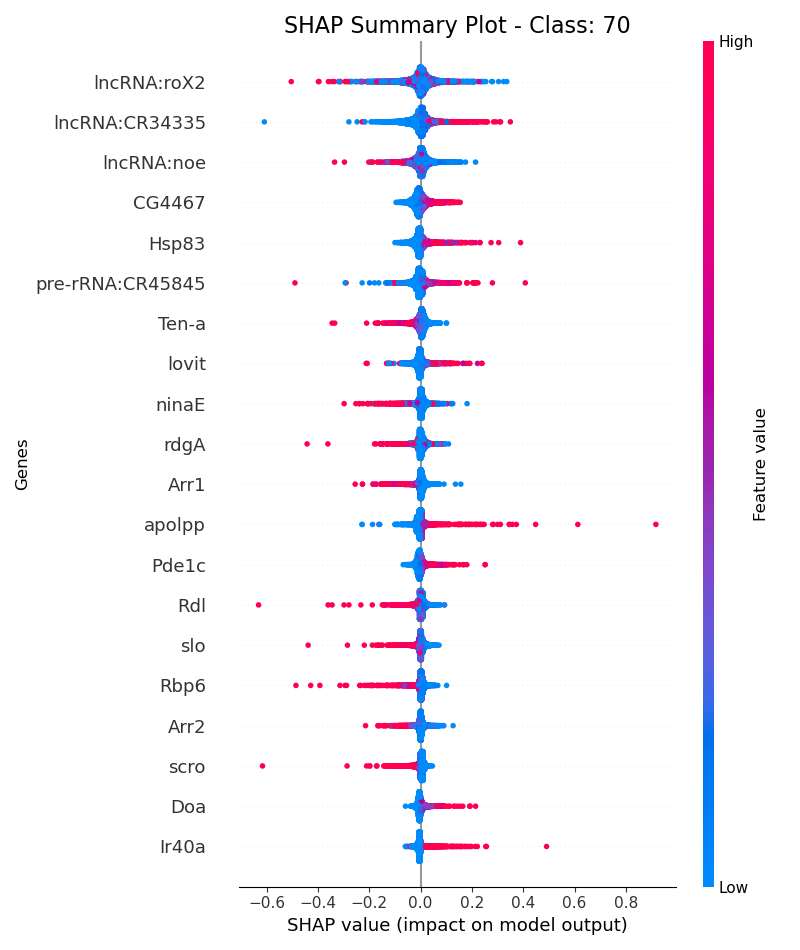 SHAP Summary Plot - Class: 70
High
lncRNA:roX2
lncRNA:CR34335
lncRNA:noe
CG4467
Hsp83
pre-rRNA:CR45845
Ten-a
lovit
ninaE
rdgA
Arr1
apolpp
Pde1c
Rdl
slo
Rbp6
Arr2
scro
Doa
Ir40a
Genes
Feature value
Low
−0.6 −0.4 −0.2 0.0 0.2 0.4 0.6 0.8
SHAP value (impact on model output)